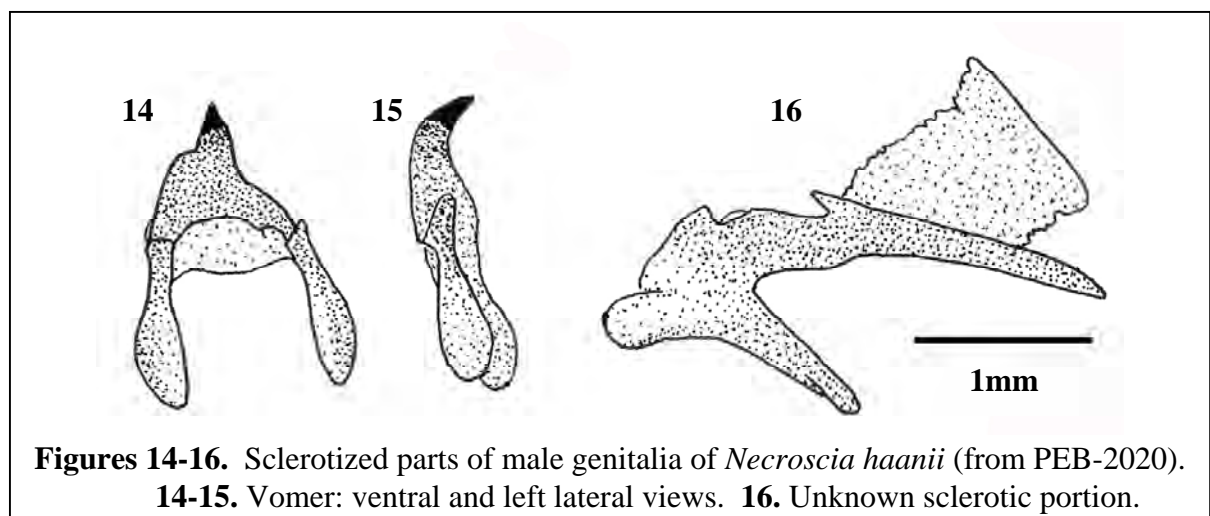 14
15
16
1mm
Figures 14-16. Sclerotized parts of male genitalia of Necroscia haanii (from PEB-2020).
14-15. Vomer: ventral and left lateral views. 16. Unknown sclerotic portion.